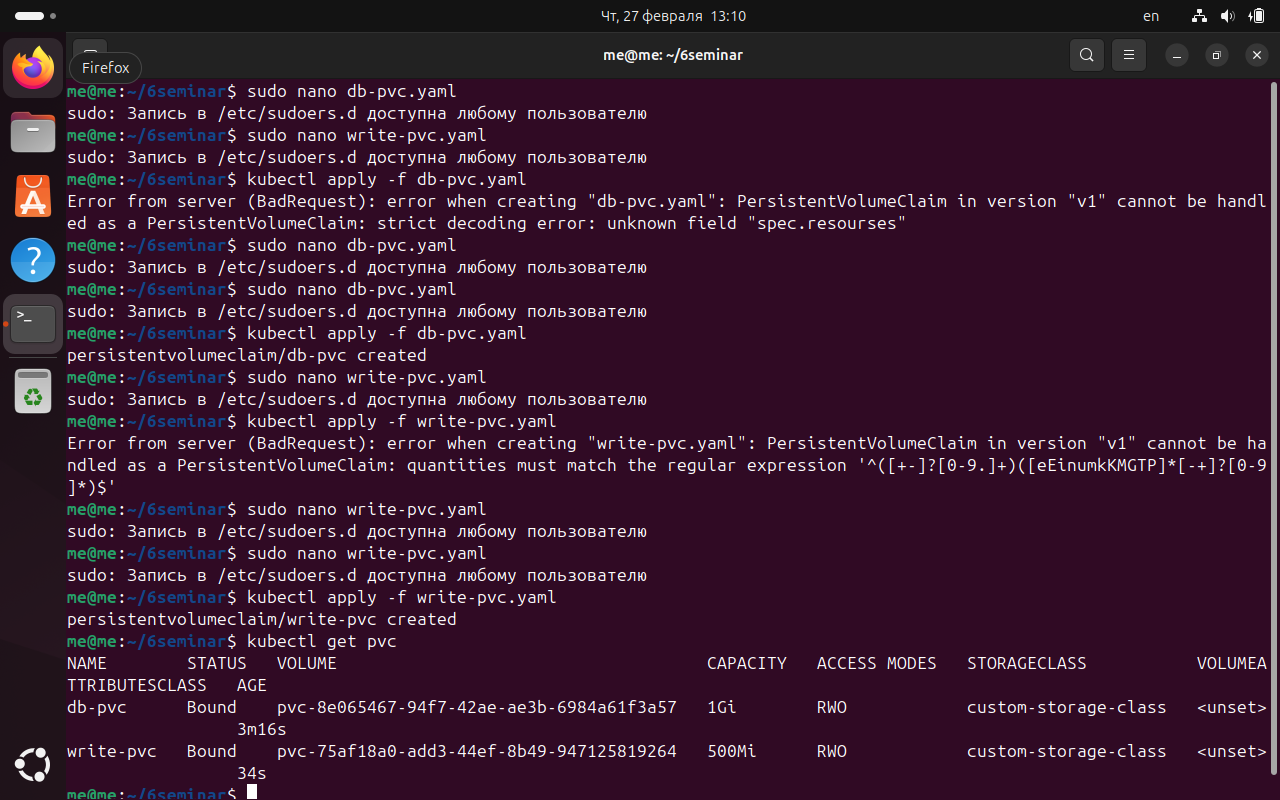 Чт, 27 февраля 13:10
en
Firefox
me@me: ~/6seminar
me@me:~/6seminar$ sudo nano db-pvc.yaml
sudo: Запись в /etc/sudoers.d доступна любому пользователю
me@me:~/6seminar$ sudo nano write-pvc.yaml
sudo: Запись в /etc/sudoers.d доступна любому пользователю
me@me:~/6seminar$ kubectl apply -f db-pvc.yaml
Error from server (BadRequest): error when creating "db-pvc.yaml": PersistentVolumeClaim in version "v1" cannot be handl
ed as a PersistentVolumeClaim: strict decoding error: unknown field "spec.resourses"
me@me:~/6seminar$ sudo nano db-pvc.yaml
sudo: Запись в /etc/sudoers.d доступна любому пользователю
me@me:~/6seminar$ sudo nano db-pvc.yaml
sudo: Запись в /etc/sudoers.d доступна любому пользователю
me@me:~/6seminar$ kubectl apply -f db-pvc.yaml
persistentvolumeclaim/db-pvc created
me@me:~/6seminar$ sudo nano write-pvc.yaml
sudo: Запись в /etc/sudoers.d доступна любому пользователю
me@me:~/6seminar$ kubectl apply -f write-pvc.yaml
Error from server (BadRequest): error when creating "write-pvc.yaml": PersistentVolumeClaim in version "v1" cannot be ha
ndled as a PersistentVolumeClaim: quantities must match the regular expression '^([+-]?[0-9.]+)([eEinumkKMGTP]*[-+]?[0-9
]*)$'
me@me:~/6seminar$ sudo nano write-pvc.yaml
sudo: Запись в /etc/sudoers.d доступна любому пользователю
me@me:~/6seminar$ sudo nano write-pvc.yaml
sudo: Запись в /etc/sudoers.d доступна любому пользователю
me@me:~/6seminar$ kubectl apply -f write-pvc.yaml
persistentvolumeclaim/write-pvc created
me@me:~/6seminar$ kubectl get pvc
NAME STATUS VOLUME CAPACITY ACCESS MODES STORAGECLASS VOLUMEA
TTRIBUTESCLASS AGE
db-pvc Bound pvc-8e065467-94f7-42ae-ae3b-6984a61f3a57 1Gi RWO custom-storage-class <unset>
3m16s
write-pvc Bound pvc-75af18a0-add3-44ef-8b49-947125819264 500Mi RWO custom-storage-class <unset>
34s
me@me:~/6seminar$